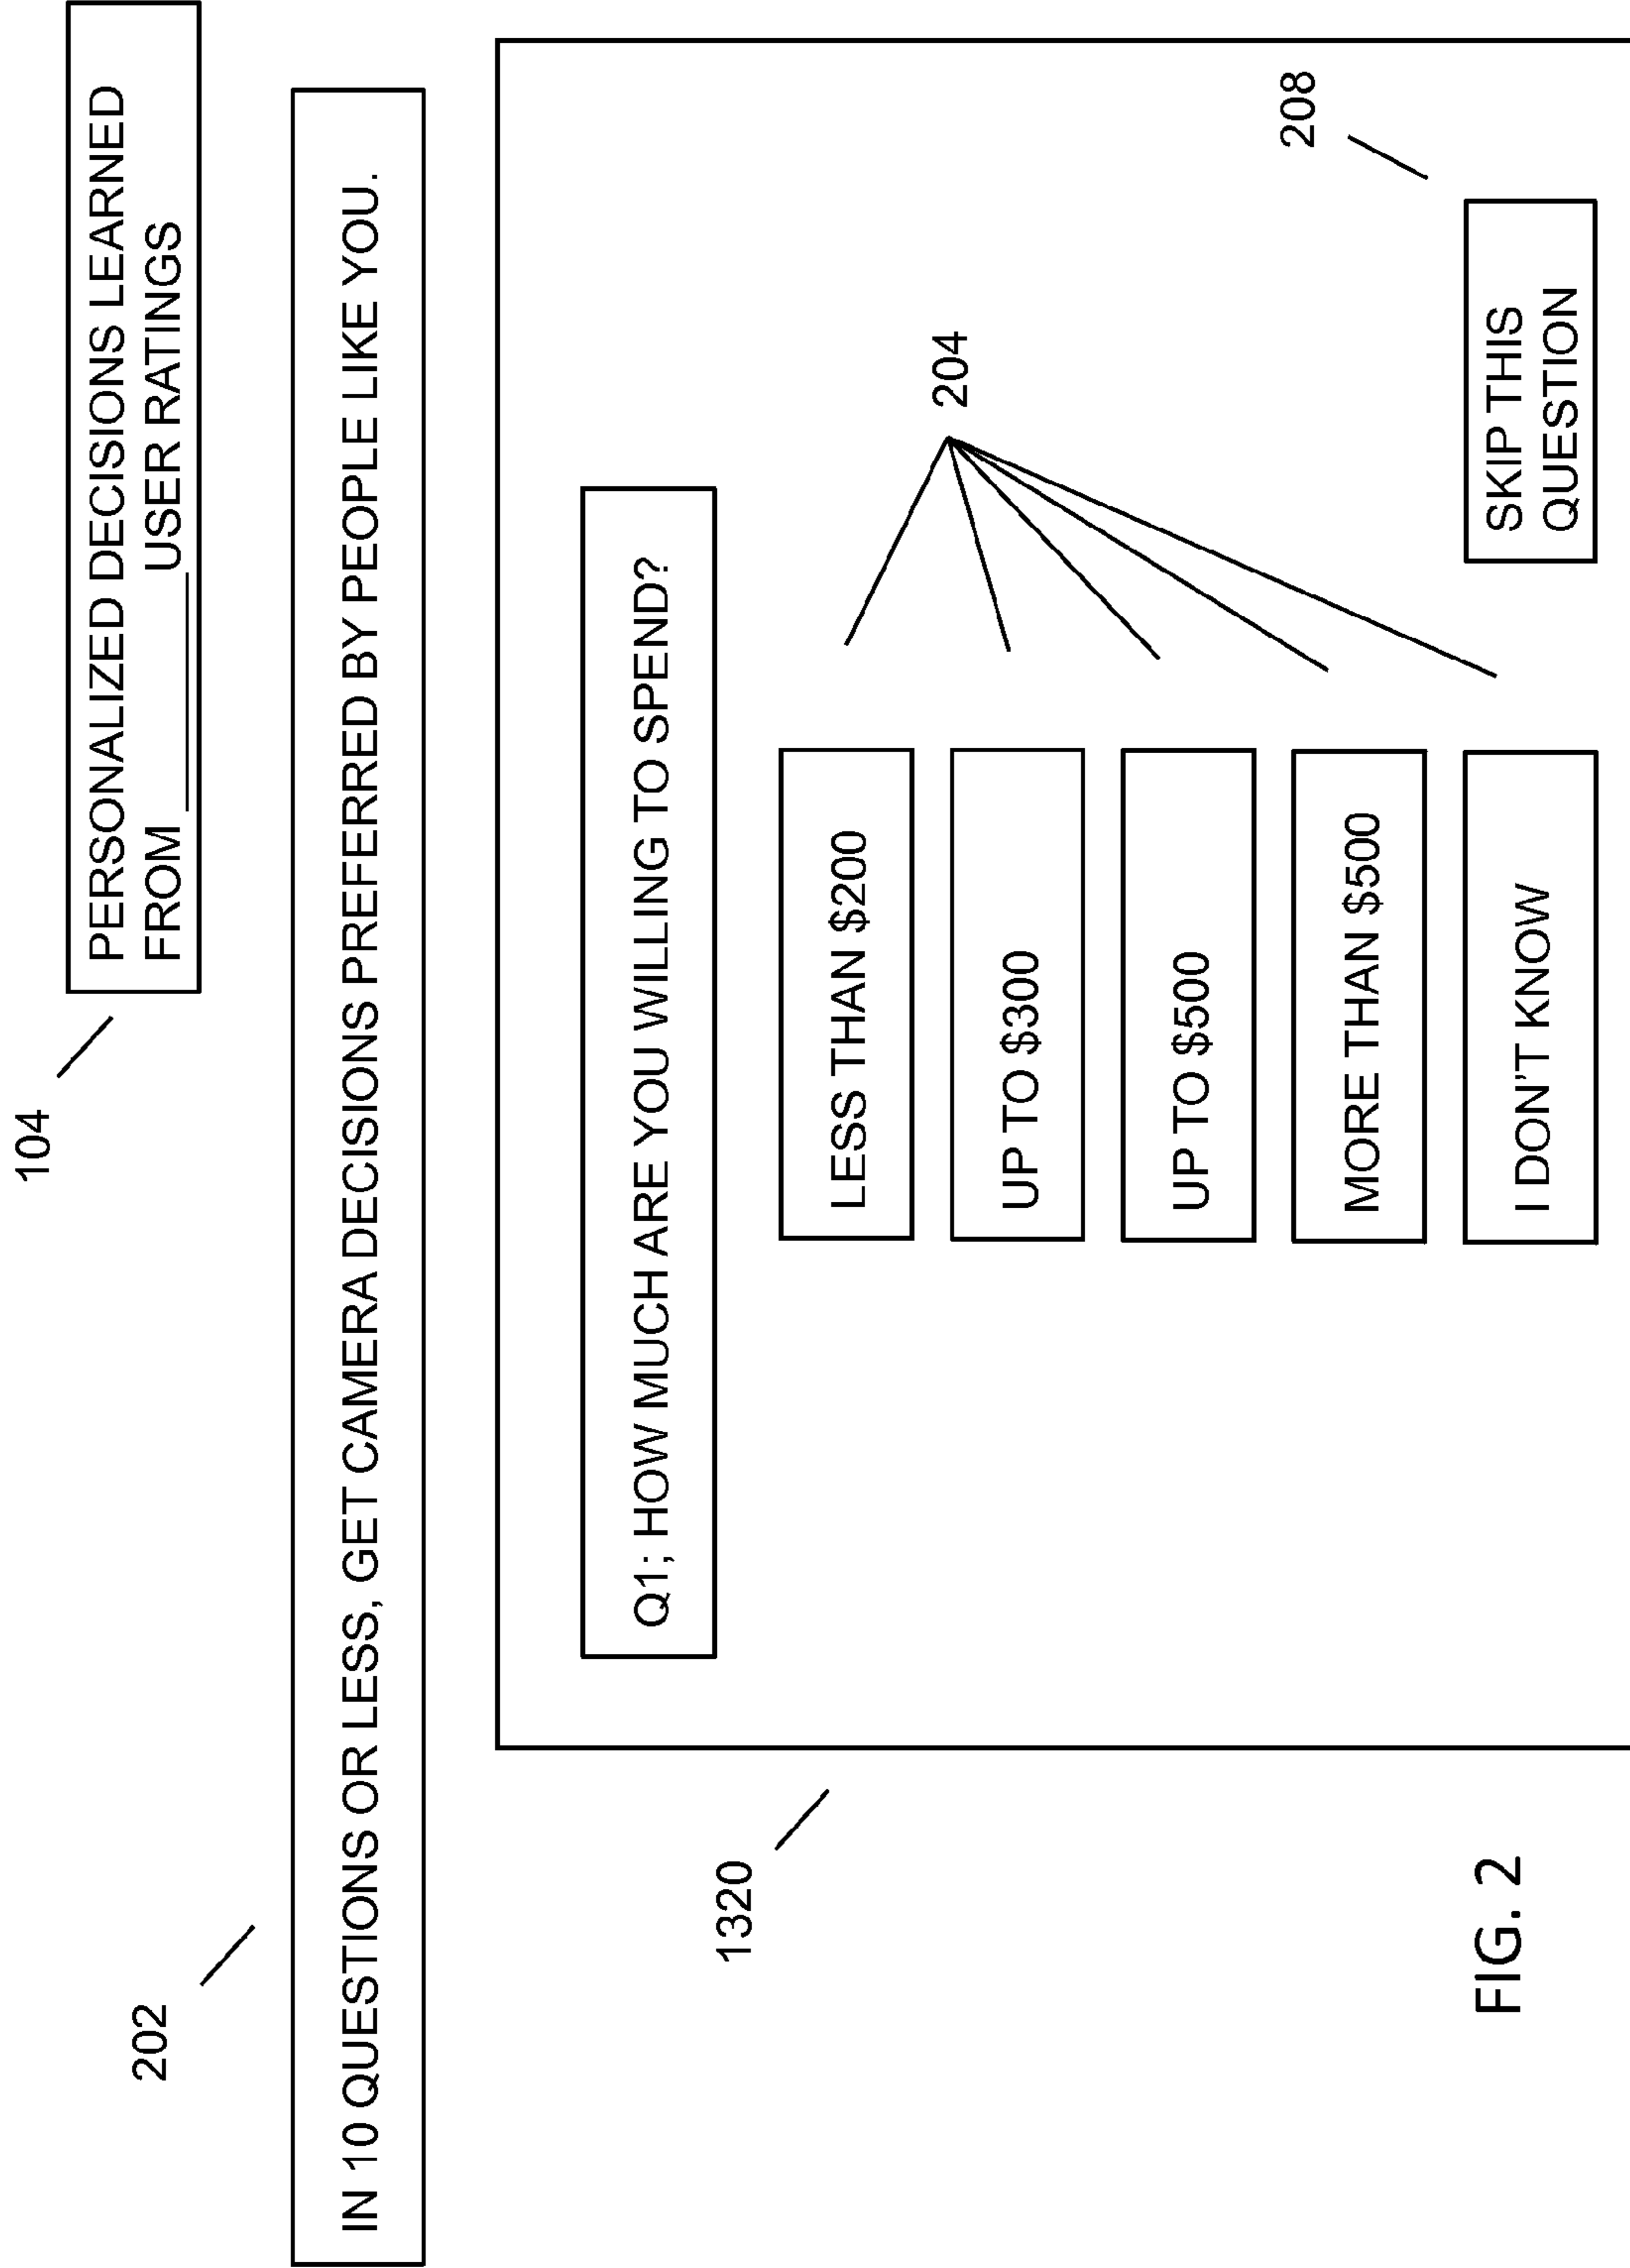 104
PERSONALIZED DECISIONS LEARNED
FROM __________ USER RATINGS
202
IN 10 QUESTIONS OR LESS, GET CAMERA DECISIONS PREFERRED BY PEOPLE LIKE YOU.
1320
Q1; HOW MUCH ARE YOU WILLING TO SPEND?
LESS THAN $200
204
UP TO $300
UP TO $500
MORE THAN $500
I DON'T KNOW
208
SKIP THIS
QUESTION
FIG. 2